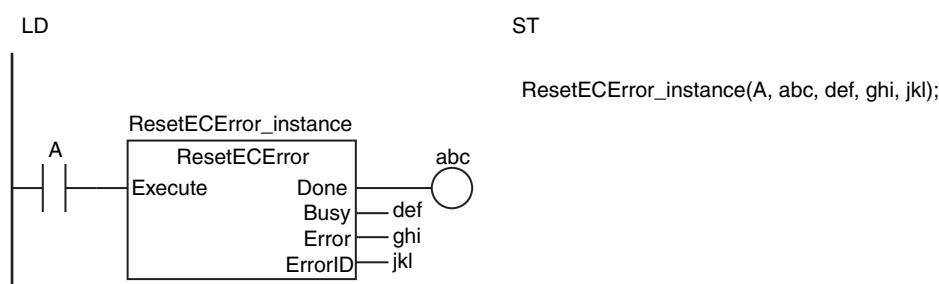 LD
ST
ResetECError_instance(A, abc, def, ghi, jkl);
ResetECError_instance
A
ResetECError
abc
Execute
Done
Busy
def
Error
ghi
ErrorID
jkl